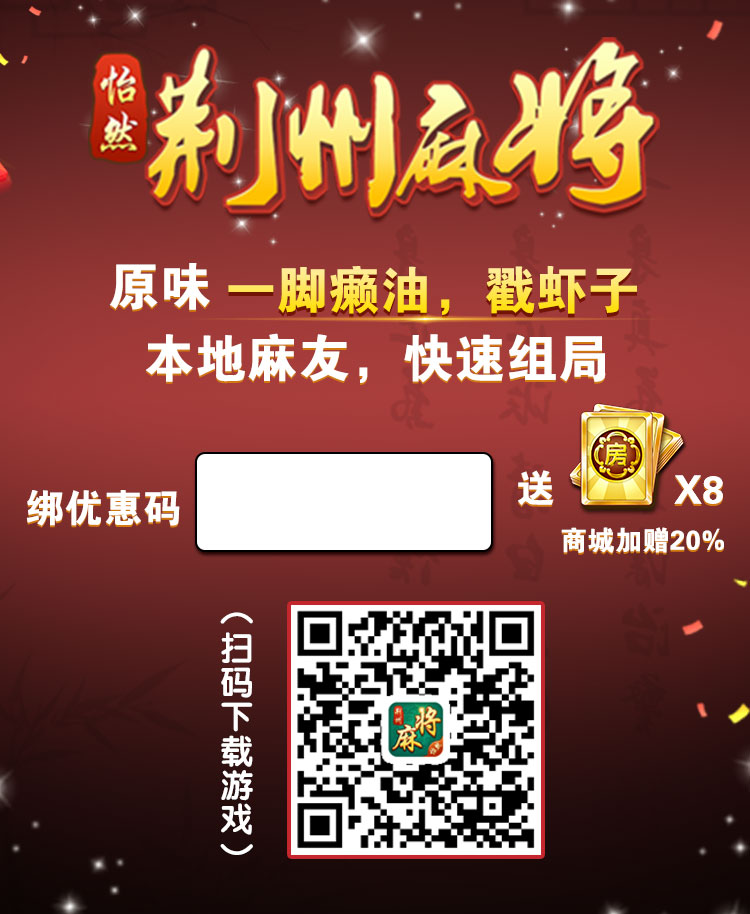 怡然
荆州麻将
原味 一脚癞油，戳虾子
本地麻友，快速组局
绑优惠码
送
房
X8
商城加赠20%
（扫码下载游戏）
荆州
麻将